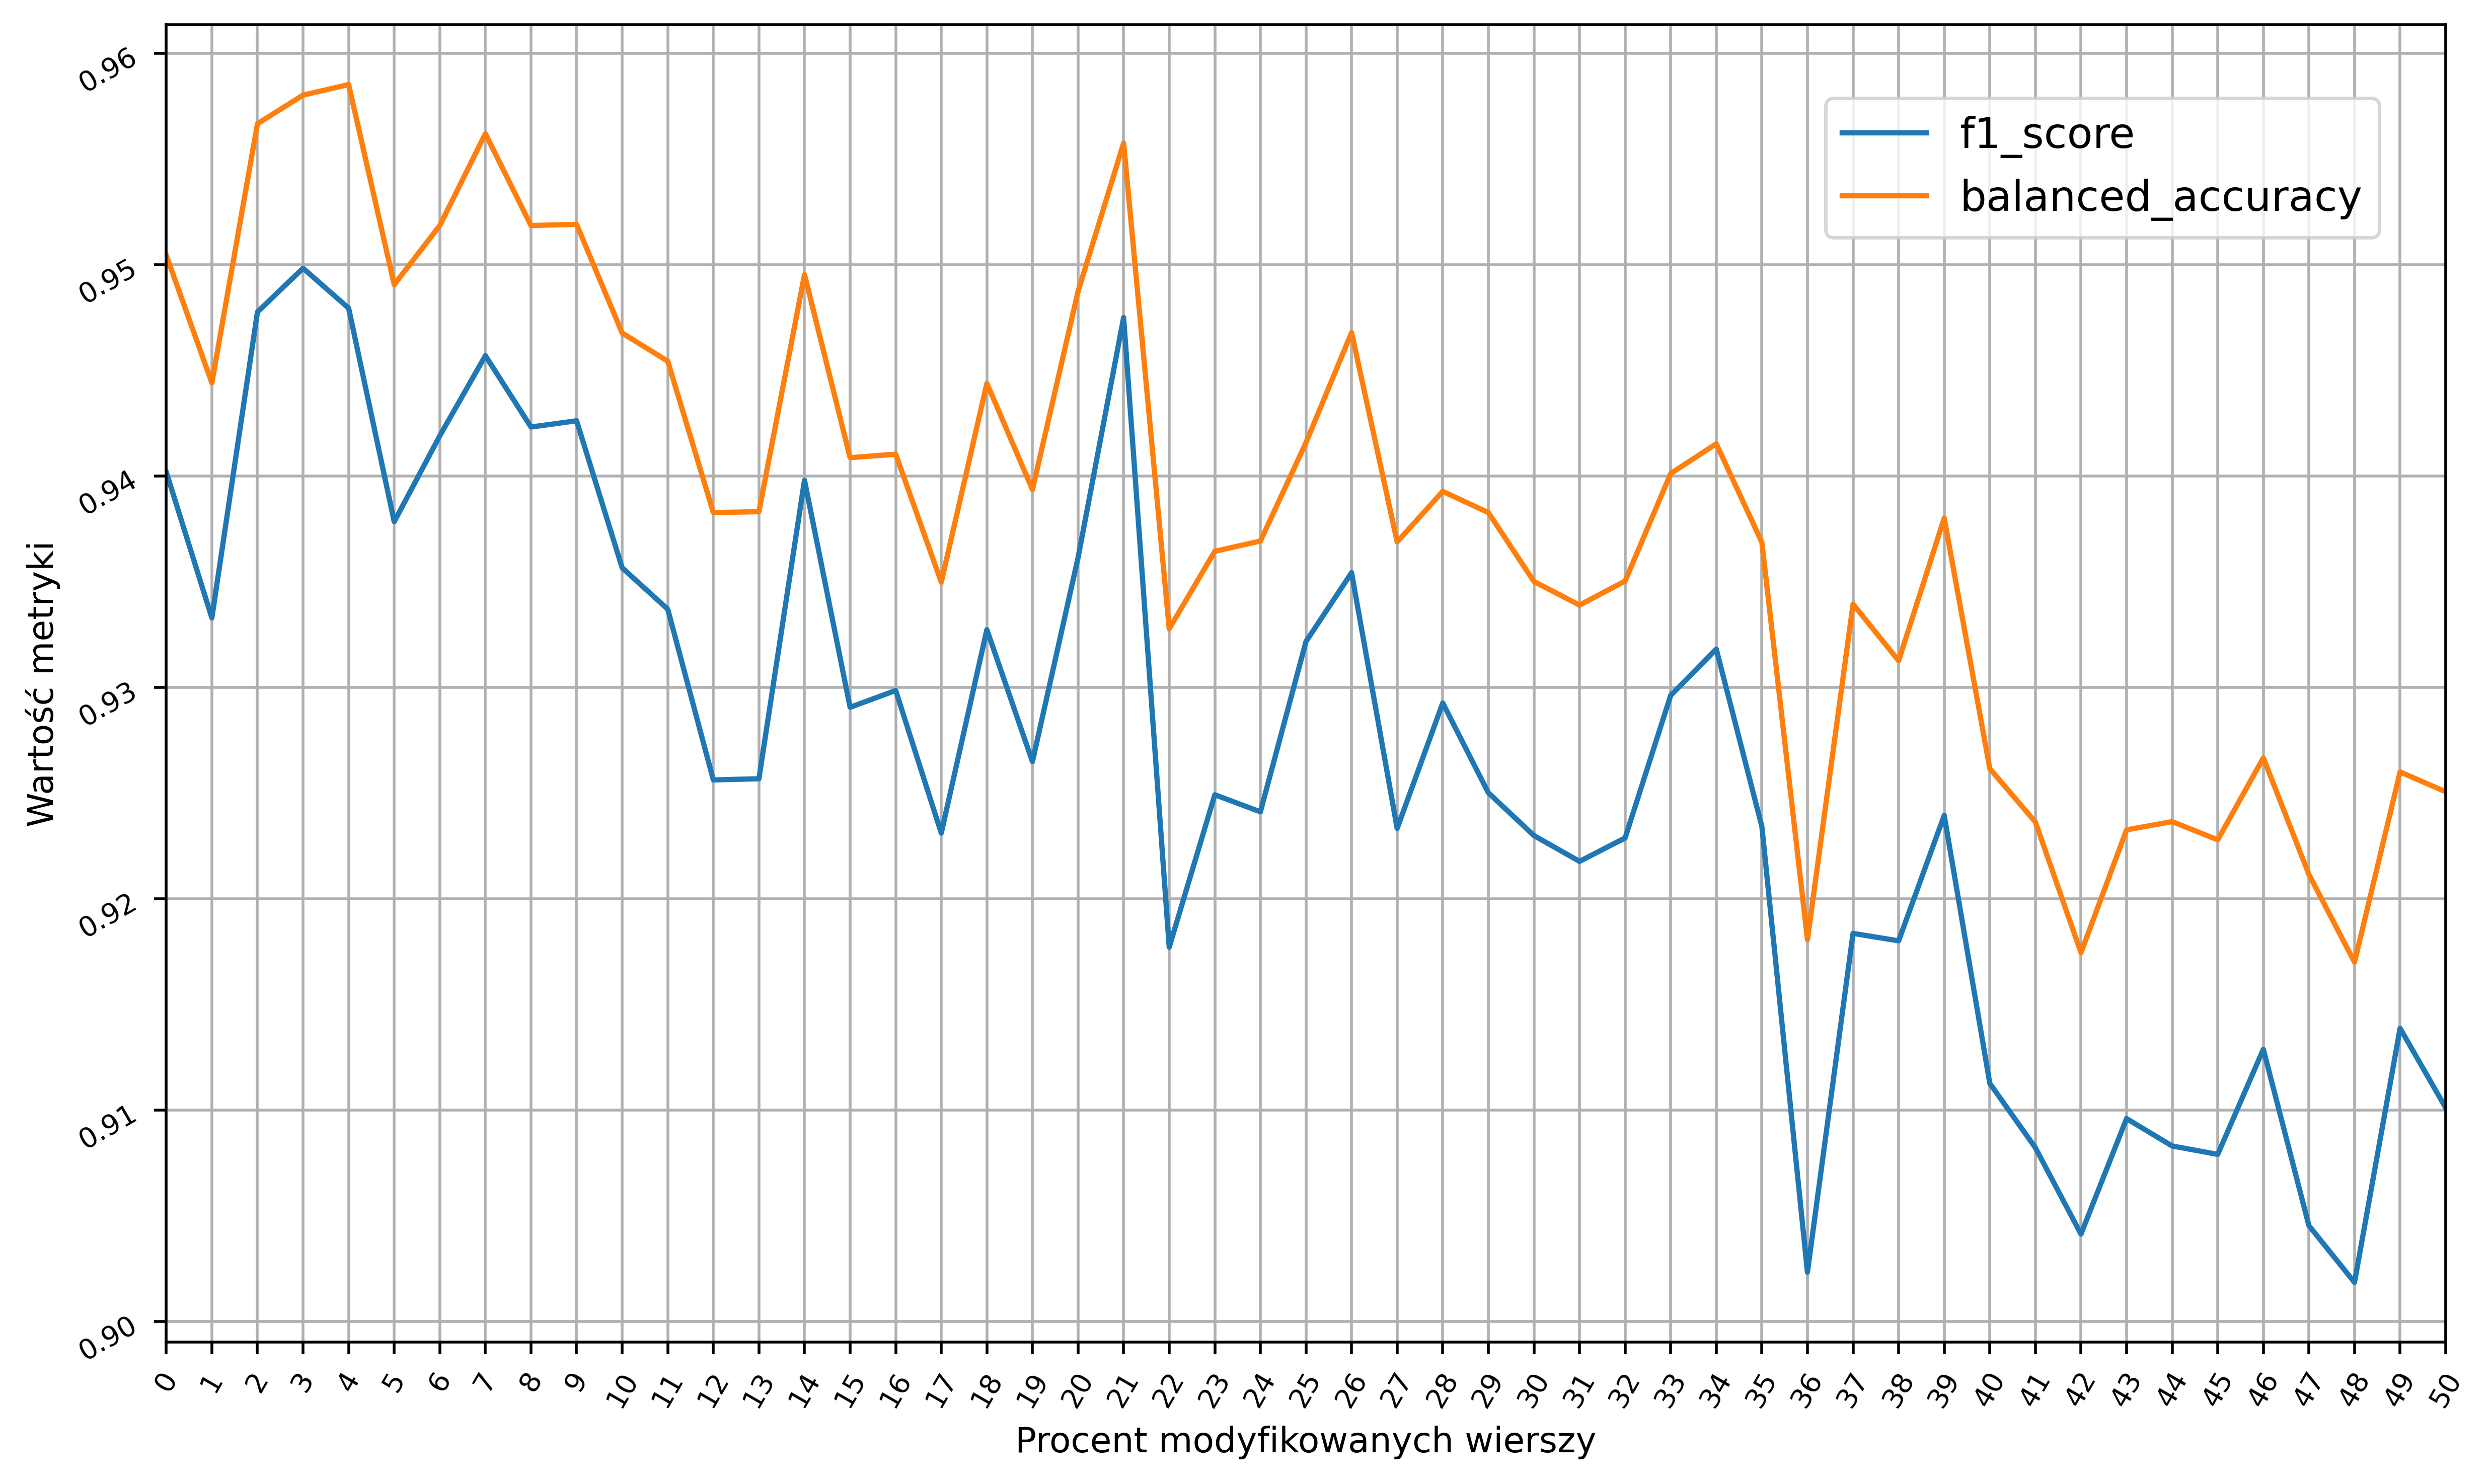 0.96
0.95
0.94
0.93
0.92
0.91
0.90
Wartość metryki
f1_score
balanced_accuracy
0 1 2 3 4 5 6 7 8 9 10 11 12 13 14 15 16 17 18 19 20 21 22 23 24 25 26 27 28 29 30 31 32 33 34 35 36 37 38 39 40 41 42 43 44 45 46 47 48 49 50
Procent modyfikowanych wierszy